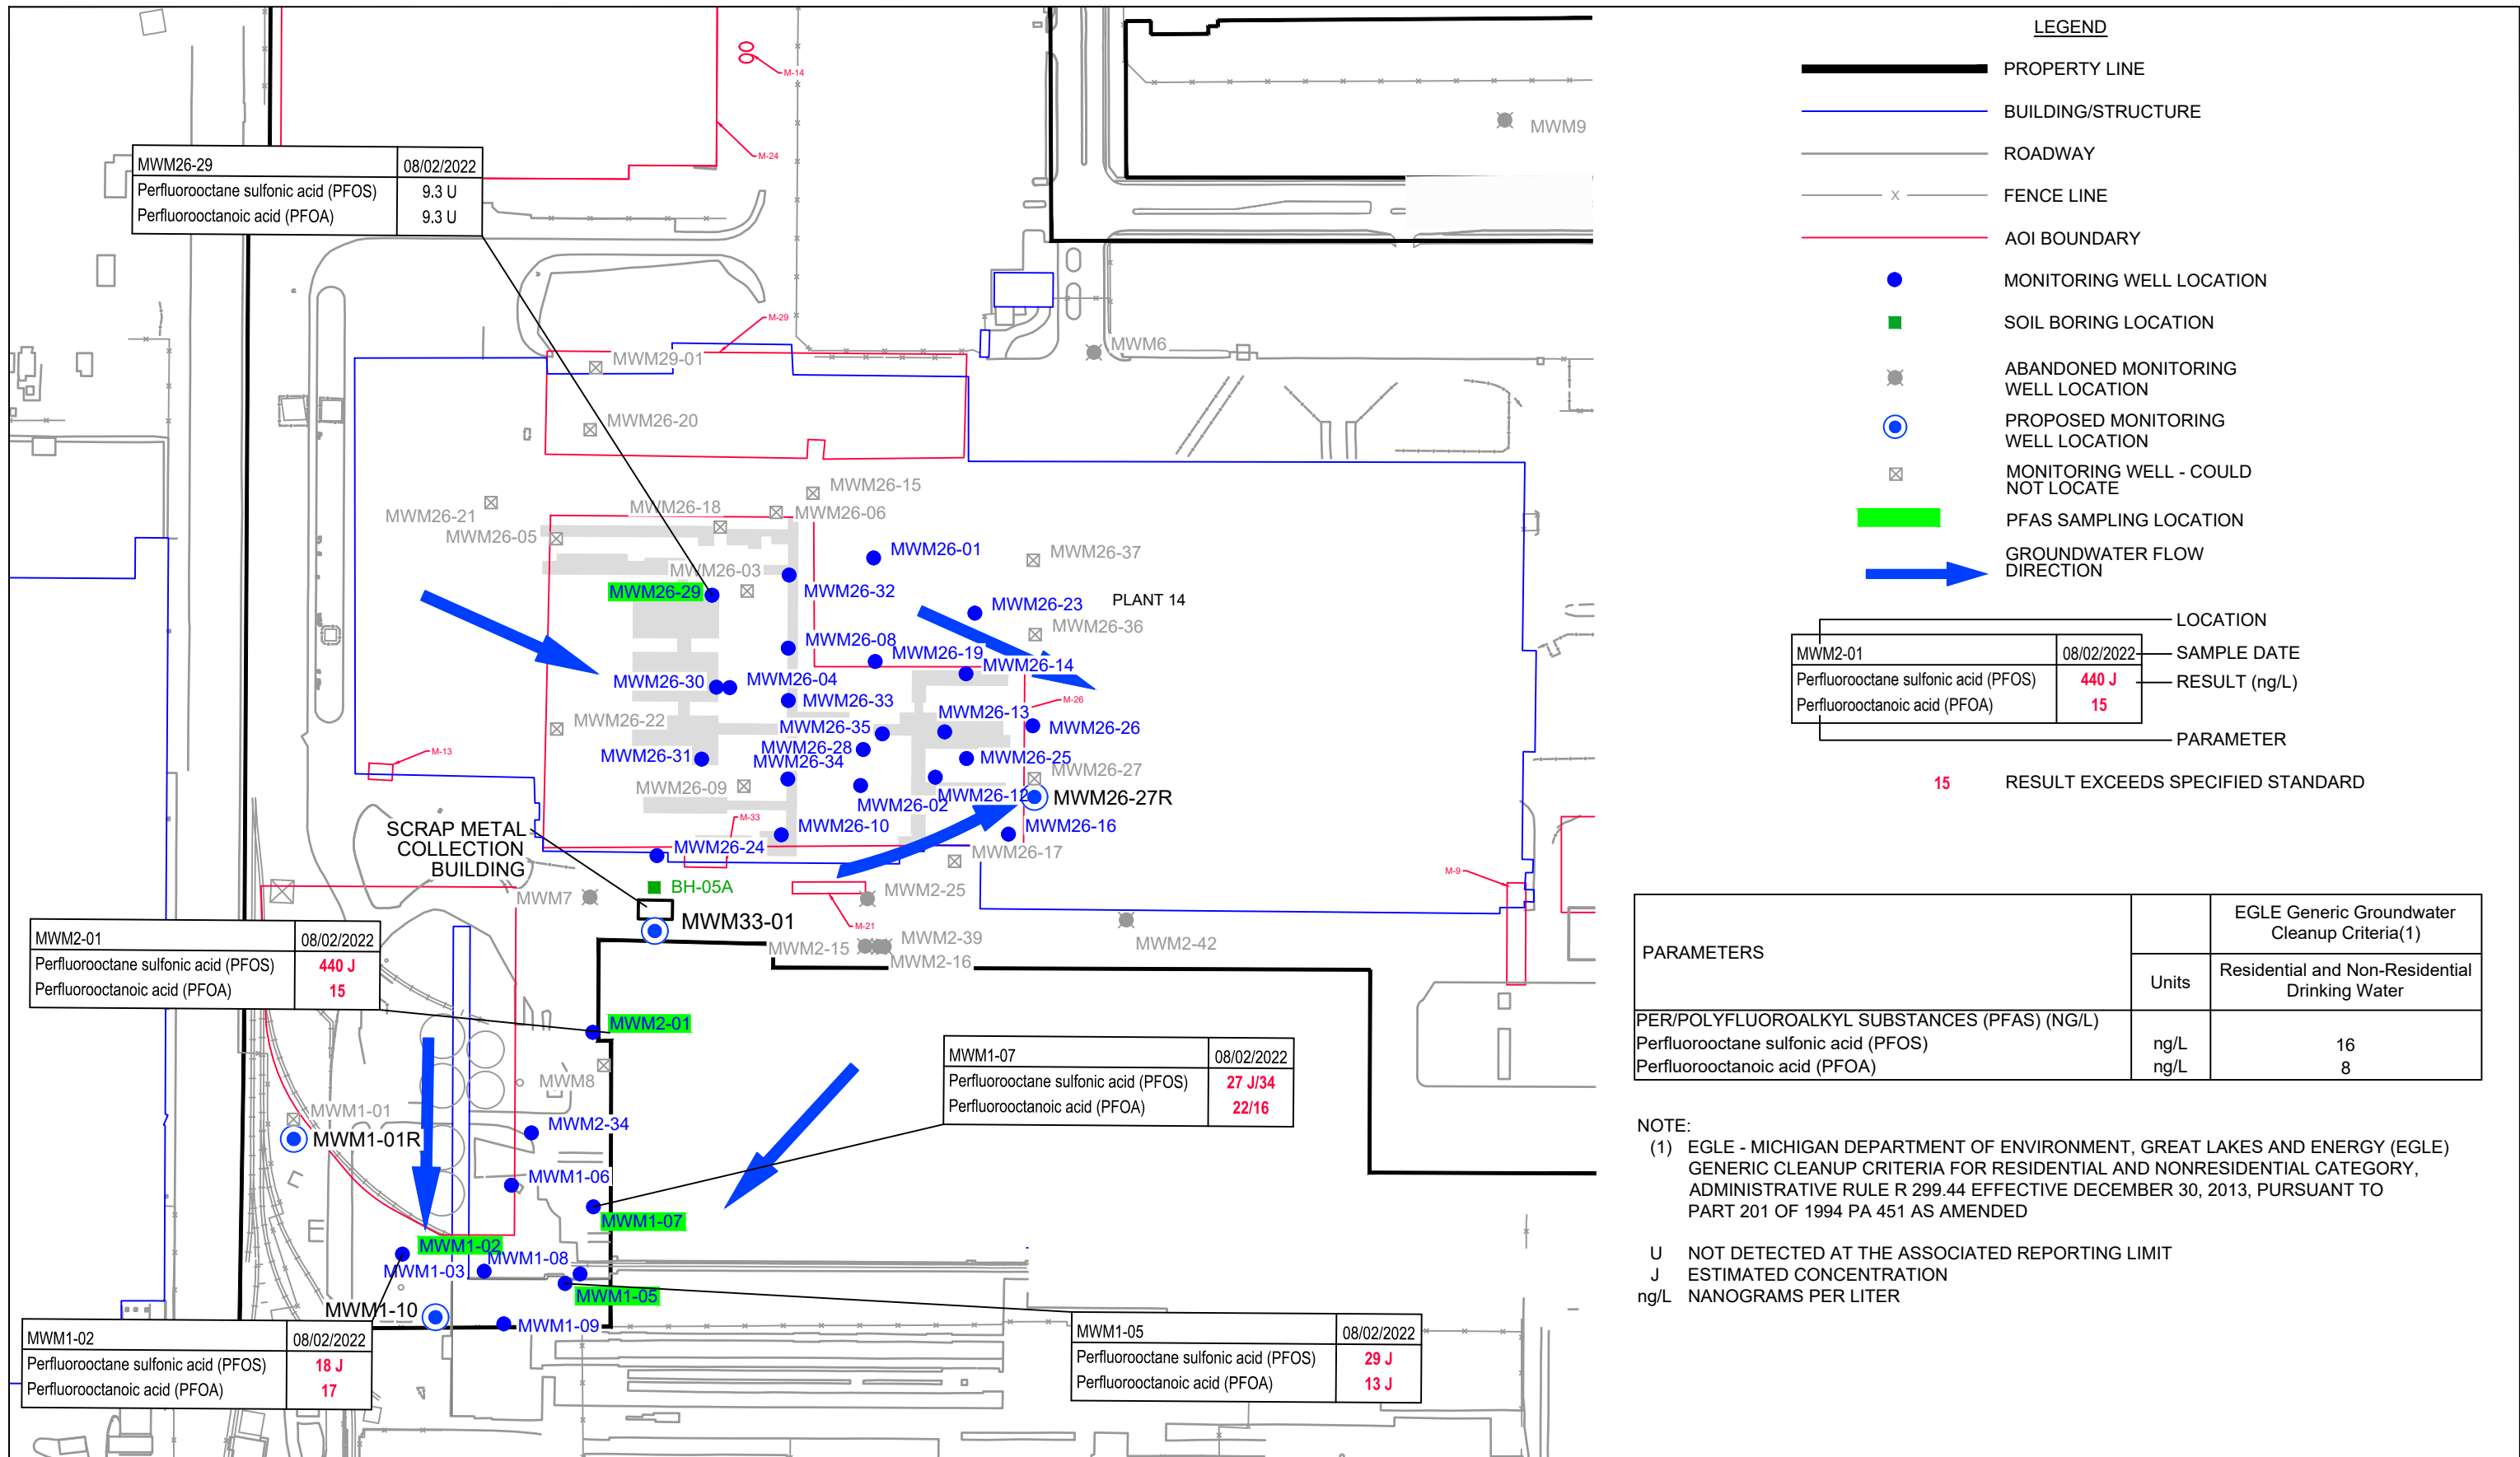 M-14
MWM9
M-24
MWM26-29 08/02/2022
Perfluorooctane sulfonic acid (PFOS) 9.3 U
Perfluorooctanoic acid (PFOA) 9.3 U
M-29
MWM6
MWM29-01
MWM26-20
MWM26-15
MWM26-18
MWM26-06
MWM26-21
MWM26-05
MWM26-01
MWM26-37
MWM26-03
MWM26-29
MWM26-32
MWM26-23
PLANT 14
MWM26-36
MWM26-08
MWM26-19
MWM26-14
MWM26-30
MWM26-04
MWM26-33
M-26
MWM26-13
MWM26-22
MWM26-35
MWM26-26
MWM26-28
M-13
MWM26-31
MWM26-34
MWM26-25
MWM26-27
MWM26-09
MWM26-02
MWM26-12
MWM26-27R
M-33
MWM26-10
MWM26-16
SCRAP METAL
COLLECTION
BUILDING
MWM26-24
MWM26-17
M-9
BH-05A
MWM7
MWM2-25
MWM33-01
M-21
MWM2-15
MWM2-39
MWM2-16
MWM2-42
MWM2-01 08/02/2022
Perfluorooctane sulfonic acid (PFOS) 440 J
Perfluorooctanoic acid (PFOA) 15
MWM2-01
MWM8
MWM1-07 08/02/2022
Perfluorooctane sulfonic acid (PFOS) 27 J/34
Perfluorooctanoic acid (PFOA) 22/16
MWM1-01
MWM1-01R
MWM2-34
MWM1-06
MWM1-07
MWM1-02
MWM1-08
MWM1-03
MWM1-05
MWM1-10
MWM1-09
MWM1-02 08/02/2022
Perfluorooctane sulfonic acid (PFOS) 18 J
Perfluorooctanoic acid (PFOA) 17
MWM1-05 08/02/2022
Perfluorooctane sulfonic acid (PFOS) 29 J
Perfluorooctanoic acid (PFOA) 13 J
LEGEND
PROPERTY LINE
BUILDING/STRUCTURE
ROADWAY
X FENCE LINE
AOI BOUNDARY
MONITORING WELL LOCATION
SOIL BORING LOCATION
ABANDONED MONITORING
WELL LOCATION
PROPOSED MONITORING
WELL LOCATION
MONITORING WELL - COULD
NOT LOCATE
PFAS SAMPLING LOCATION
GROUNDWATER FLOW
DIRECTION
LOCATION
MWM2-01 08/02/2022 SAMPLE DATE
Perfluorooctane sulfonic acid (PFOS) 440 J RESULT (ng/L)
Perfluorooctanoic acid (PFOA) 15
PARAMETER
15 RESULT EXCEEDS SPECIFIED STANDARD
EGLE Generic Groundwater
Cleanup Criteria(1)
PARAMETERS
Units
Residential and Non-Residential
Drinking Water
PER/POLYFLUOROALKYL SUBSTANCES (PFAS) (NG/L)
Perfluorooctane sulfonic acid (PFOS) ng/L 16
Perfluorooctanoic acid (PFOA) ng/L 8
NOTE:
(1) EGLE - MICHIGAN DEPARTMENT OF ENVIRONMENT, GREAT LAKES AND ENERGY (EGLE)
GENERIC CLEANUP CRITERIA FOR RESIDENTIAL AND NONRESIDENTIAL CATEGORY,
ADMINISTRATIVE RULE R 299.44 EFFECTIVE DECEMBER 30, 2013, PURSUANT TO
PART 201 OF 1994 PA 451 AS AMENDED
U NOT DETECTED AT THE ASSOCIATED REPORTING LIMIT
J ESTIMATED CONCENTRATION
ng/L NANOGRAMS PER LITER